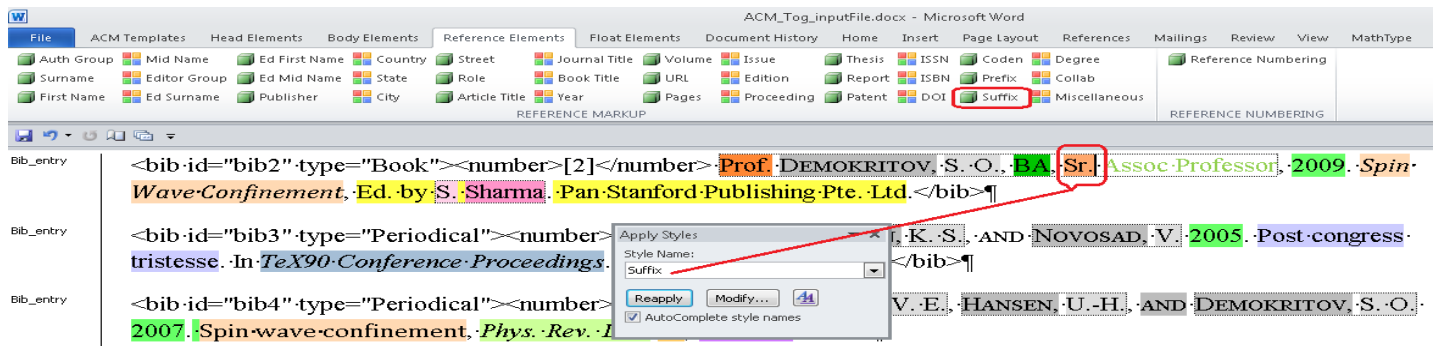 W
ACM_Tog_inputFile.docx - Microsoft Word
File ACM Templates Head Elements Body Elements Reference Elements Float Elements Document History Home Insert Page Layout References Mailings Review View MathType
Auth Group Mid Name Ed First Name Country Street Journal Title Volume Issue Thesis ISSN Coden Degree Reference Numbering
Surname Editor Group Ed Mid Name State Role Book Title URL Edition Report ISBN Prefix Collab
First Name Ed Surname Publisher City Article Title Year Pages Proceeding Patent DOI Suffix Miscellaneous
REFERENCE MARKUP REFERENCE NUMBERING
Bib_entry <bib·id="bib2"·type="Book"><number>[2]</number>·Prof.·DEMOKRITOV,·S.·O.,·BA,·Sr.·Assoc·Professor,·2009.·Spin·
Wave·Confinement,·Ed.·by·S.·Sharma.·Pan·Stanford·Publishing·Pte.·Ltd.</bib>¶
Bib_entry <bib·id="bib3"·type="Periodical"><number> ,·K.·S.,·AND·NOVOSAD,·V.·2005.·Post·congress·
tristesse.·In·TeX90·Conference·Proceedings. </bib>¶
Apply Styles
Style Name:
Suffix
Reapply Modify...
AutoComplete style names
Bib_entry <bib·id="bib4"·type="Periodical"><number> V.·E.,·HANSEN,·U.-H.,·AND·DEMOKRITOV,·S.·O.·
2007.·Spin·wave·confinement,·Phys.·Rev.